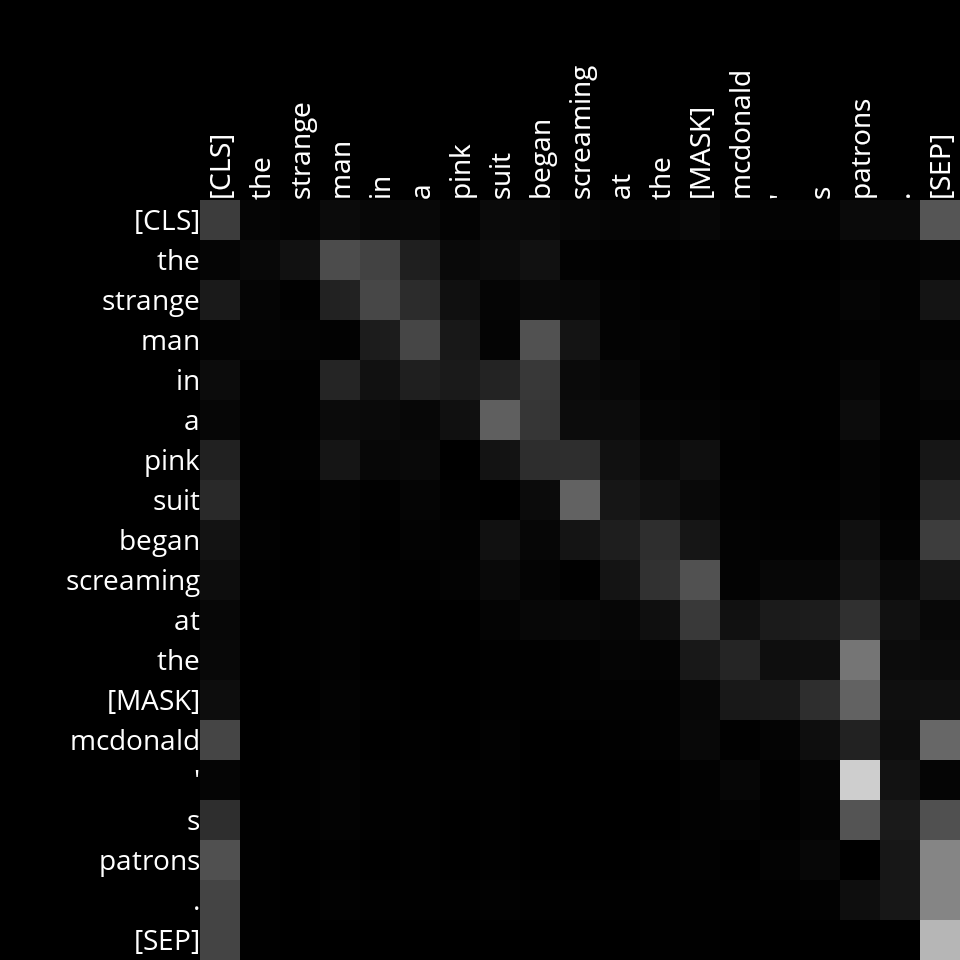 [CLS] the strange man in a pink suit began screaming at the [MASK] mcdonald ' s patrons . [SEP]
[CLS]
the
strange
man
in
a
pink
suit
began
screaming
at
the
[MASK]
mcdonald
'
s
patrons
.
[SEP]